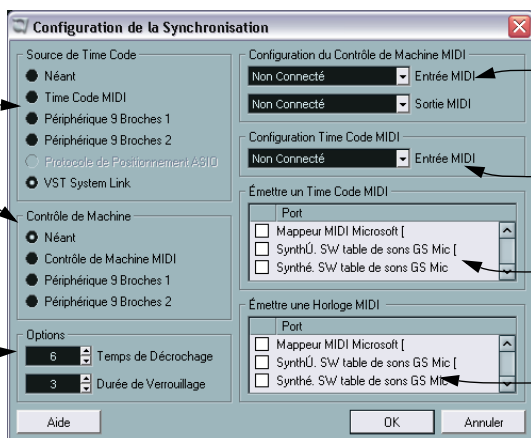 Configuration de la Synchronisation
Source de Time Code
Néant
Time Code MIDI
Périphérique 9 Broches 1
Périphérique 9 Broches 2
Protocole de Positionnement ASIO
VST System Link
Contrôle de Machine
Néant
Contrôle de Machine MIDI
Périphérique 9 Broches 1
Périphérique 9 Broches 2
Options
6 Temps de Décrochage
3 Durée de Verrouillage
Configuration du Contrôle de Machine MIDI
Non Connecté Entrée MIDI
Non Connecté Sortie MIDI
Configuration Time Code MIDI
Non Connecté Entrée MIDI
Émettre un Time Code MIDI
Port
Mappeur MIDI Microsoft [
SynthÚ. SW table de sons GS Mic [
Synthé. SW table de sons GS Mic
Émettre une Horloge MIDI
Port
Mappeur MIDI Microsoft [
SynthÚ. SW table de sons GS Mic [
Synthé. SW table de sons GS Mic
Aide
OK
Annuler